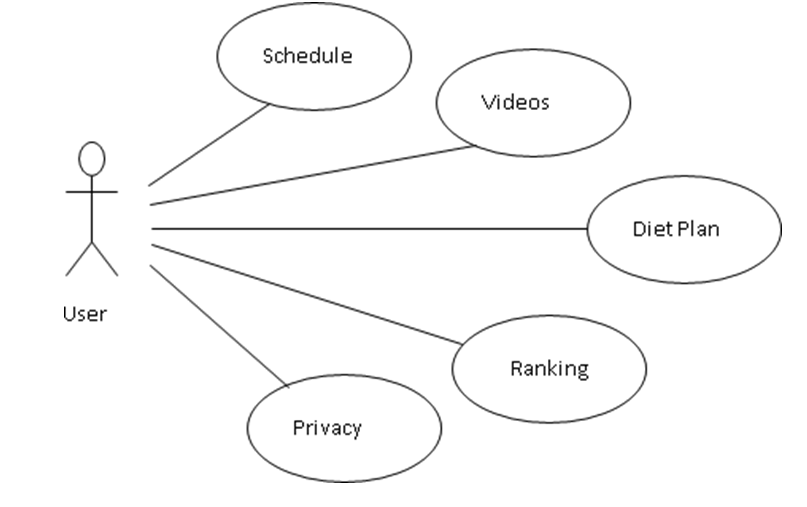 Schedule
Videos
Diet Plan
User
Ranking
Privacy